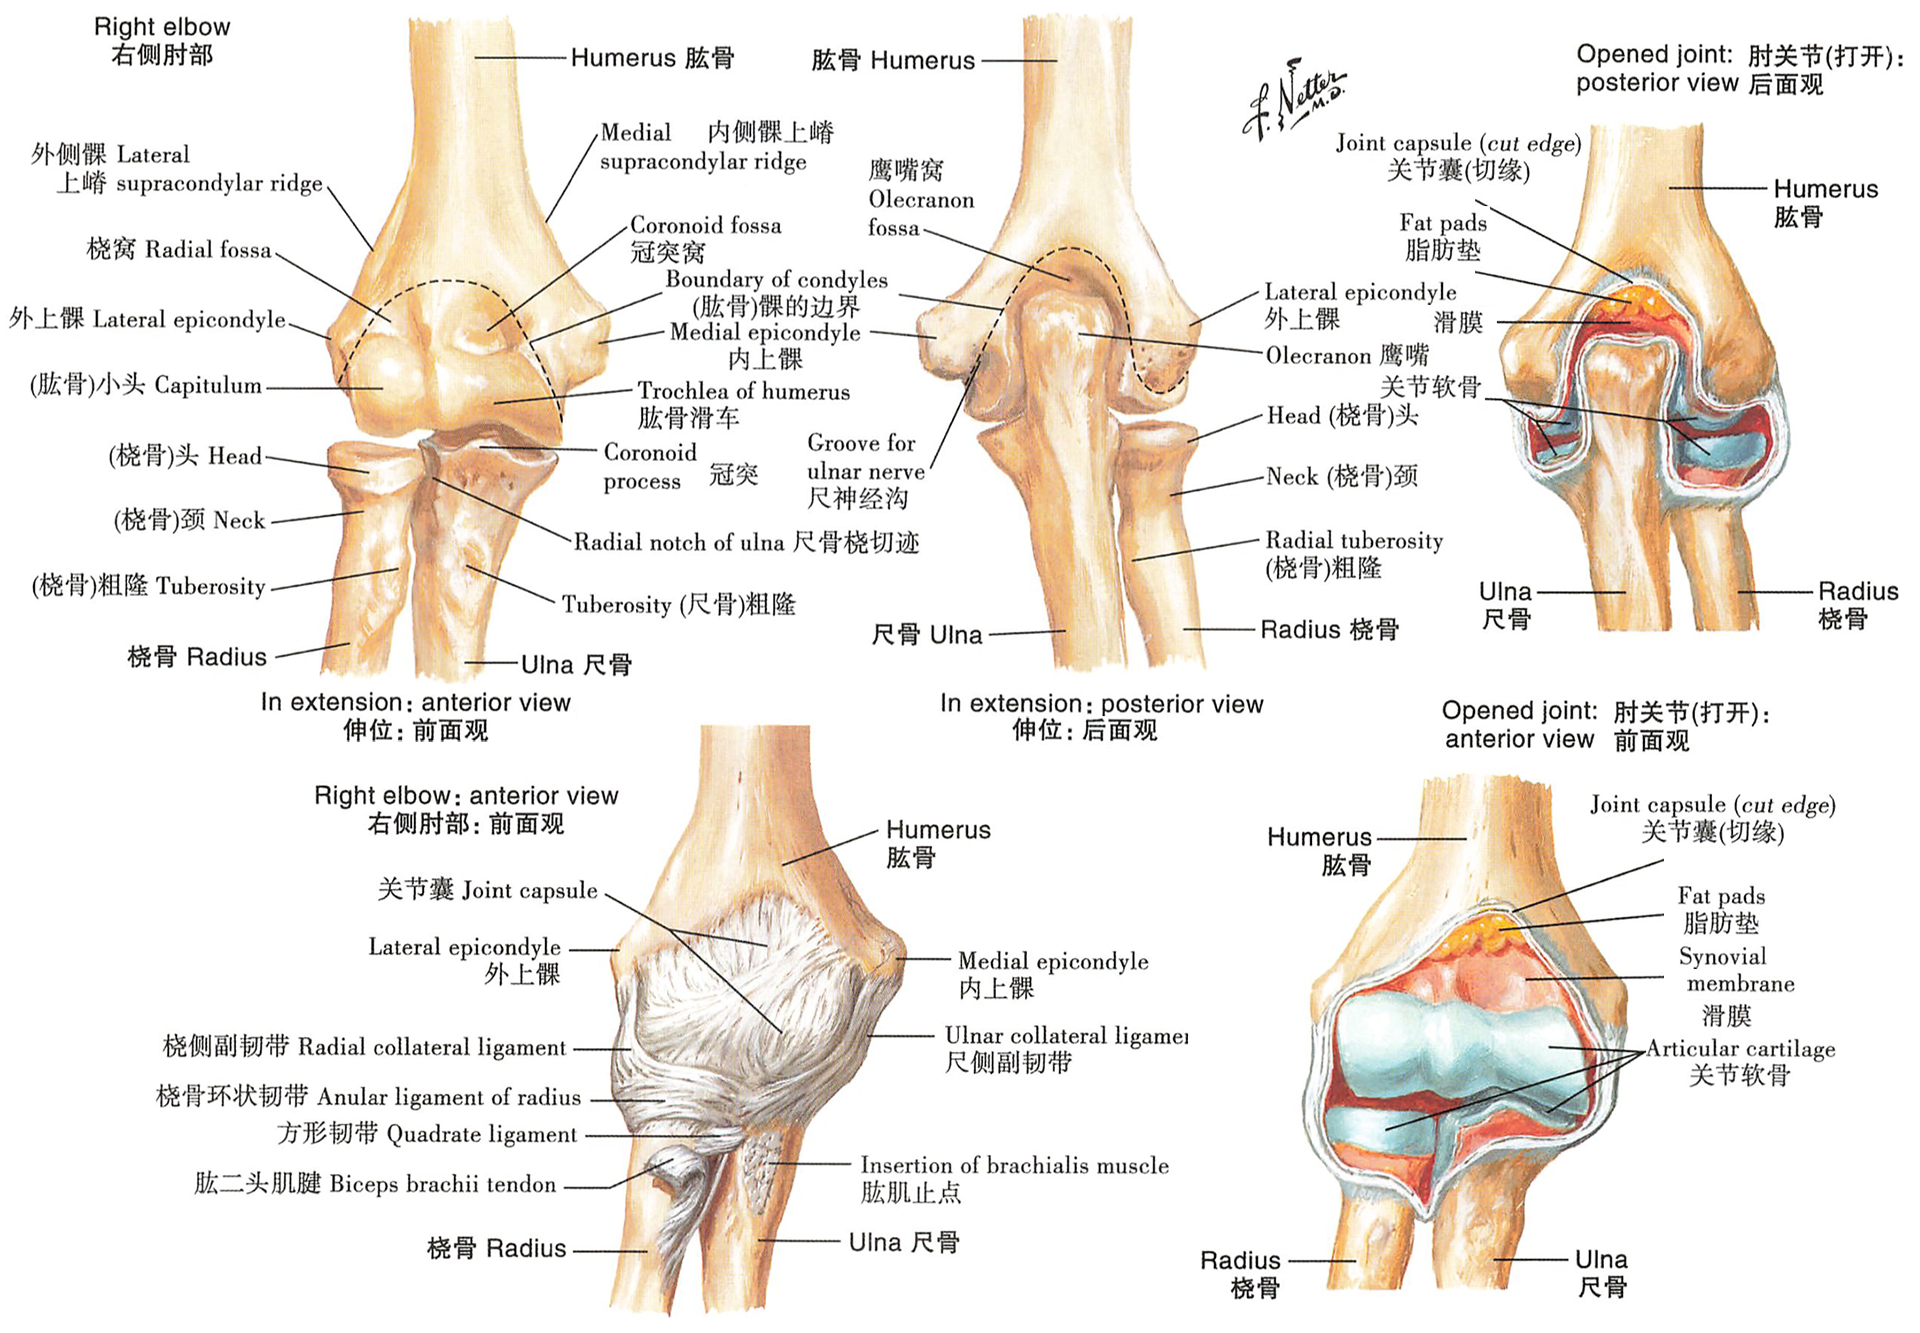 Right elbow
右侧肘部
Humerus 肱骨
外侧髁 Lateral
上嵴 supracondylar ridge
Medial 内侧髁上嵴
supracondylar ridge
桡窝 Radial fossa
Coronoid fossa
冠突窝
外上髁 Lateral epicondyle
Boundary of condyles
(肱骨)髁的边界
Medial epicondyle
内上髁
(肱骨)小头 Capitulum
Trochlea of humerus
肱骨滑车
(桡骨)头 Head
Coronoid
process 冠突
(桡骨)颈 Neck
Radial notch of ulna 尺骨桡切迹
(桡骨)粗隆 Tuberosity
Tuberosity (尺骨)粗隆
桡骨 Radius
Ulna 尺骨
In extension: anterior view
伸位: 前面观
肱骨 Humerus
F. Netter
M.D.
鹰嘴窝
Olecranon
fossa
Lateral epicondyle
外上髁
Olecranon 鹰嘴
Head (桡骨)头
Groove for
ulnar nerve
尺神经沟
Neck (桡骨)颈
Radial tuberosity
(桡骨)粗隆
尺骨 Ulna
Radius 桡骨
In extension: posterior view
伸位: 后面观
Opened joint: 肘关节(打开):
posterior view 后面观
Joint capsule (cut edge)
关节囊(切缘)
Humerus
肱骨
Fat pads
脂肪垫
滑膜
关节软骨
Ulna
尺骨
Radius
桡骨
Right elbow: anterior view
右侧肘部: 前面观
Humerus
肱骨
关节囊 Joint capsule
Lateral epicondyle
外上髁
Medial epicondyle
内上髁
桡侧副韧带 Radial collateral ligament
Ulnar collateral ligamer
尺侧副韧带
桡骨环状韧带 Anular ligament of radius
方形韧带 Quadrate ligament
肱二头肌腱 Biceps brachii tendon
Insertion of brachialis muscle
肱肌止点
桡骨 Radius
Ulna 尺骨
Opened joint: 肘关节(打开):
anterior view 前面观
Joint capsule (cut edge)
关节囊(切缘)
Humerus
肱骨
Fat pads
脂肪垫
Synovial
membrane
滑膜
Articular cartilage
关节软骨
Radius
桡骨
Ulna
尺骨